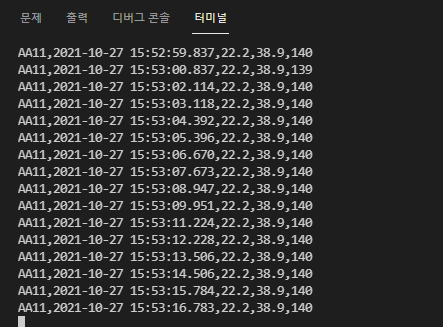 문제 출력 디버그 콘솔 터미널
AA11,2021-10-27 15:52:59.837,22.2,38.9,140
AA11,2021-10-27 15:53:00.837,22.2,38.9,139
AA11,2021-10-27 15:53:02.114,22.2,38.9,140
AA11,2021-10-27 15:53:03.118,22.2,38.9,140
AA11,2021-10-27 15:53:04.392,22.2,38.9,140
AA11,2021-10-27 15:53:05.396,22.2,38.9,140
AA11,2021-10-27 15:53:06.670,22.2,38.9,140
AA11,2021-10-27 15:53:07.673,22.2,38.9,140
AA11,2021-10-27 15:53:08.947,22.2,38.9,140
AA11,2021-10-27 15:53:09.951,22.2,38.9,140
AA11,2021-10-27 15:53:11.224,22.2,38.9,140
AA11,2021-10-27 15:53:12.228,22.2,38.9,140
AA11,2021-10-27 15:53:13.506,22.2,38.9,140
AA11,2021-10-27 15:53:14.506,22.2,38.9,140
AA11,2021-10-27 15:53:15.784,22.2,38.9,140
AA11,2021-10-27 15:53:16.783,22.2,38.9,140